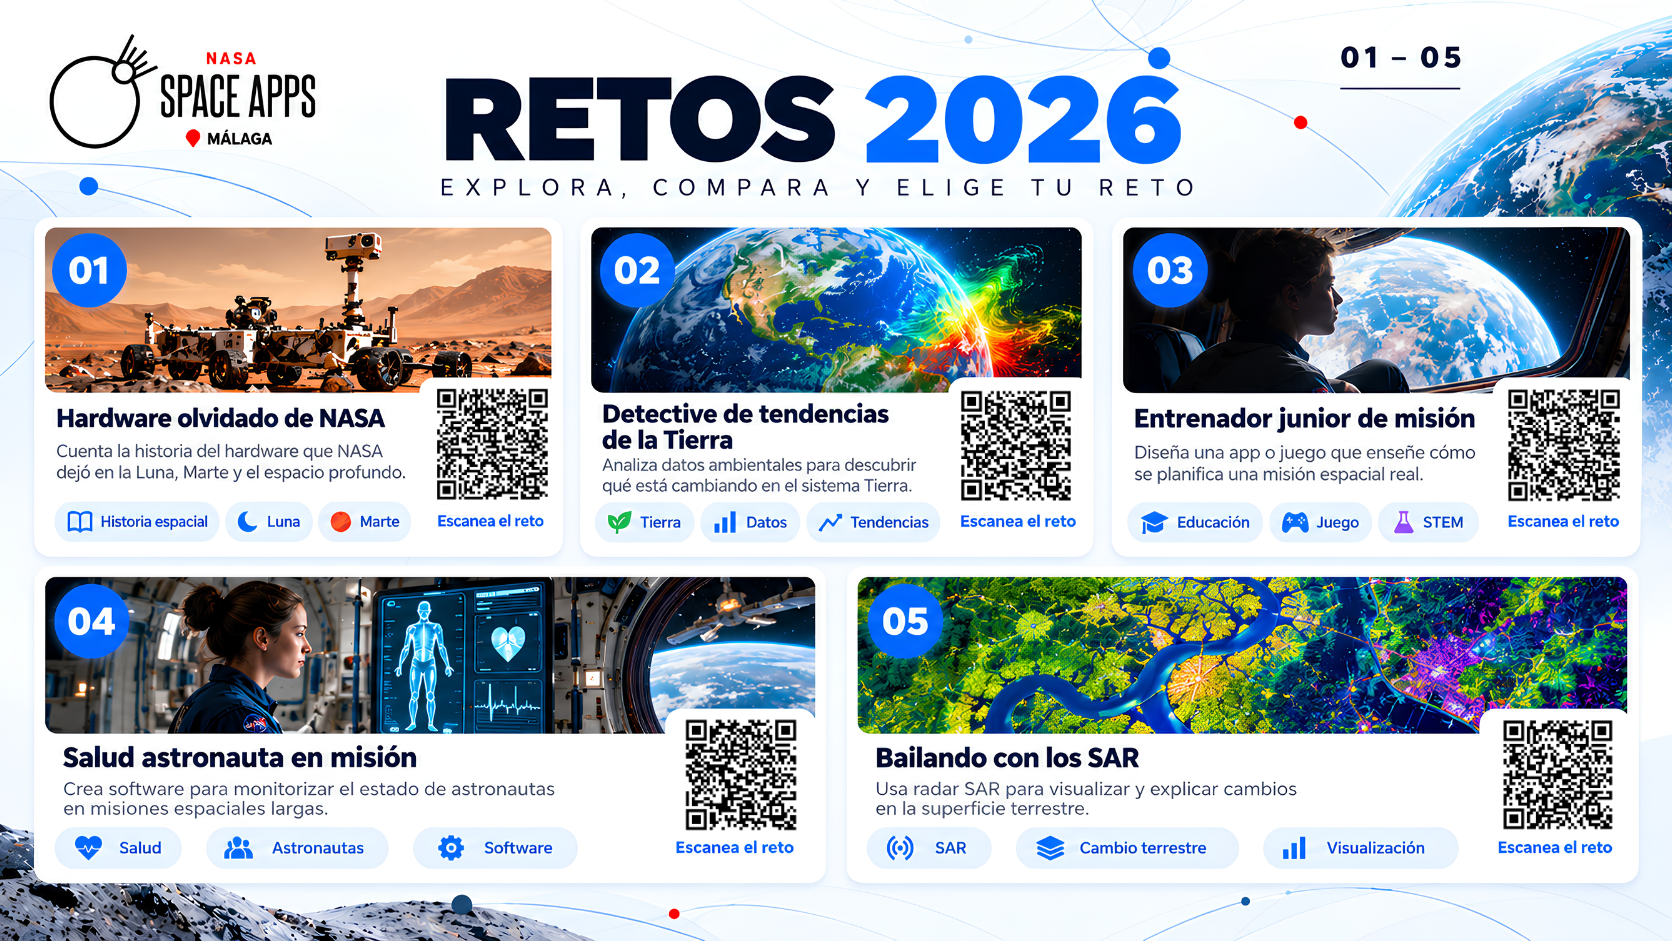 NASA
SPACE APPS
MÁLAGA
RETOS 2026
EXPLORA, COMPARA Y ELIGE TU RETO
01 – 05
01
Hardware olvidado de NASA
Cuenta la historia del hardware que NASA
dejó en la Luna, Marte y el espacio profundo.
Historia espacial
Luna
Marte
Escanea el reto
02
Detective de tendencias
de la Tierra
Analiza datos ambientales para descubrir
qué está cambiando en el sistema Tierra.
Tierra
Datos
Tendencias
Escanea el reto
03
Entrenador junior de misión
Diseña una app o juego que enseñe cómo
se planifica una misión espacial real.
Educación
Juego
STEM
Escanea el reto
04
Salud astronauta en misión
Crea software para monitorizar el estado de astronautas
en misiones espaciales largas.
Salud
Astronautas
Software
Escanea el reto
05
Bailando con los SAR
Usa radar SAR para visualizar y explicar cambios
en la superficie terrestre.
SAR
Cambio terrestre
Visualización
Escanea el reto